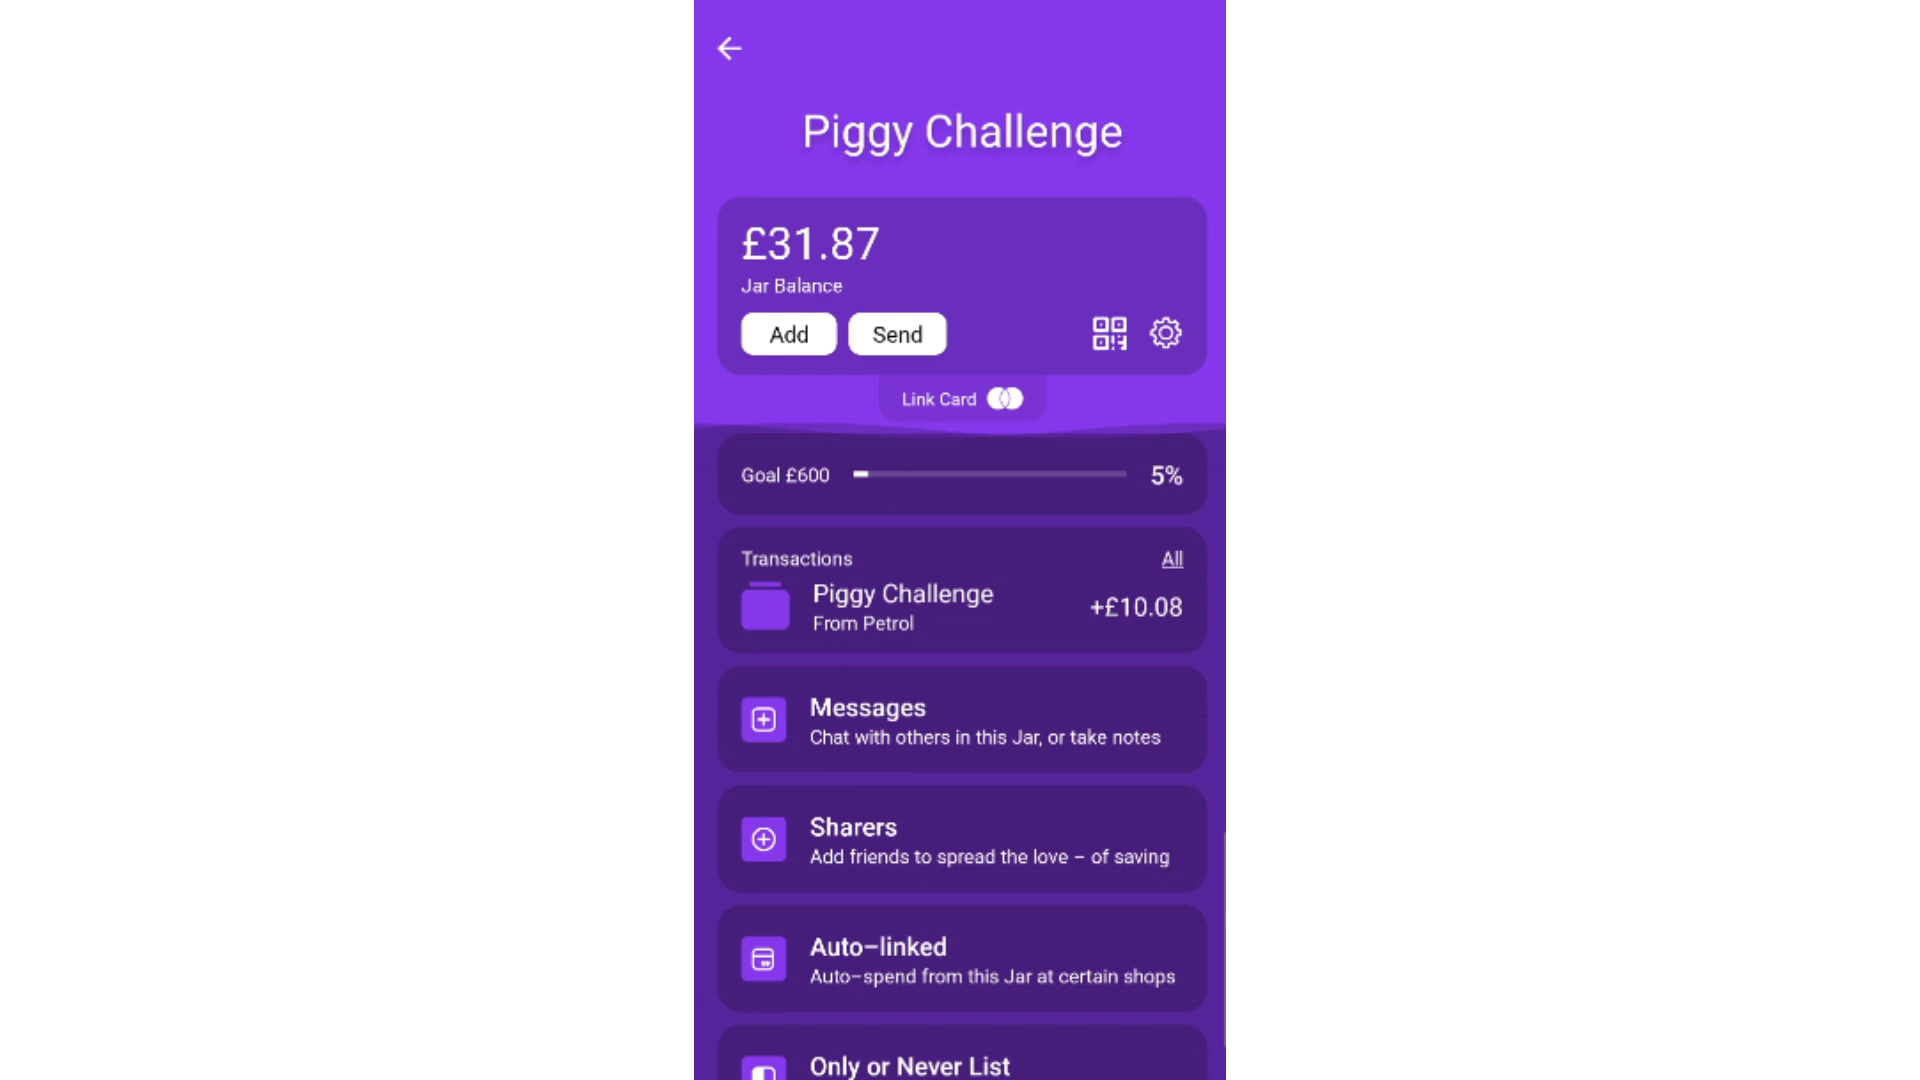 Piggy Challenge
£31.87
Jar Balance
Add Send
Link Card
Goal £600 5%
Transactions All
Piggy Challenge
From Petrol
+£10.08
Messages
Chat with others in this Jar, or take notes
Sharers
Add friends to spread the love – of saving
Auto–linked
Auto–spend from this Jar at certain shops
Only or Never List